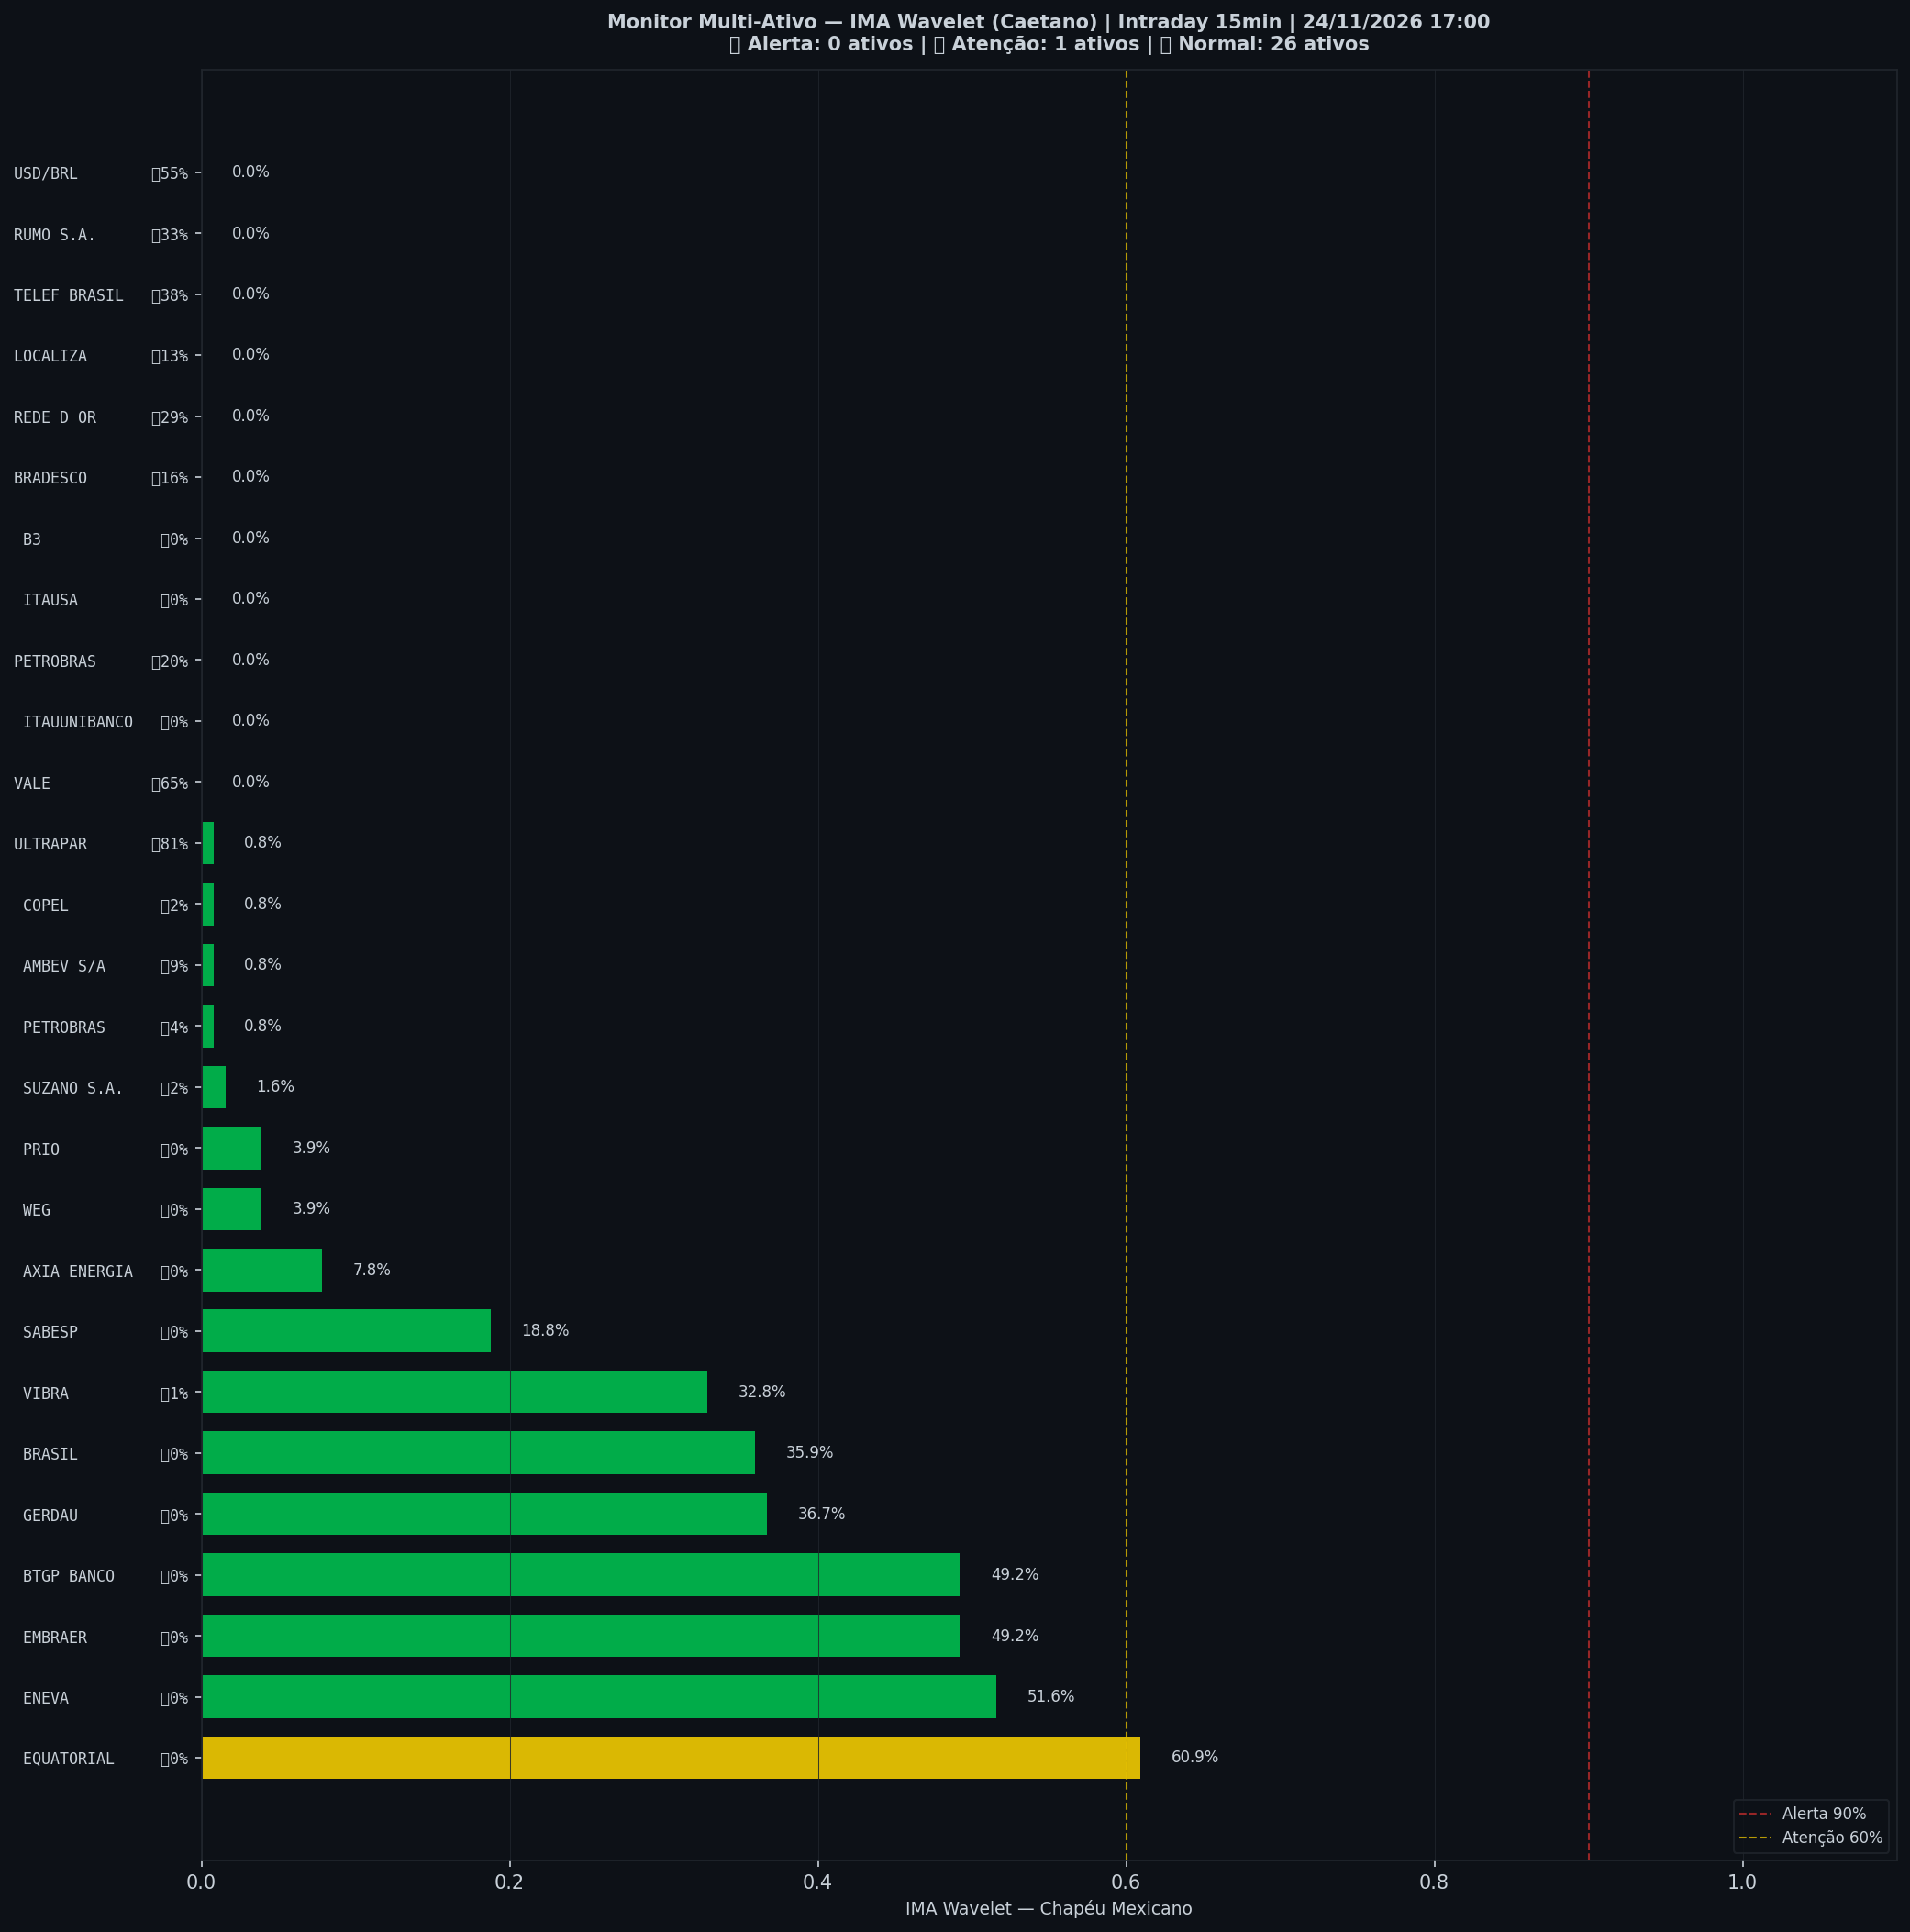 Monitor Multi-Ativo — IMA Wavelet (Caetano) | Intraday 15min | 24/11/2026 17:00
▯ Alerta: 0 ativos | ▯ Atenção: 1 ativos | ▯ Normal: 26 ativos
USD/BRL ▯55% 0.0%
RUMO S.A. ▯33% 0.0%
TELEF BRASIL ▯38% 0.0%
LOCALIZA ▯13% 0.0%
REDE D OR ▯29% 0.0%
BRADESCO ▯16% 0.0%
B3 ▯0% 0.0%
ITAUSA ▯0% 0.0%
PETROBRAS ▯20% 0.0%
ITAUUNIBANCO ▯0% 0.0%
VALE ▯65% 0.0%
ULTRAPAR ▯81% 0.8%
COPEL ▯2% 0.8%
AMBEV S/A ▯9% 0.8%
PETROBRAS ▯4% 0.8%
SUZANO S.A. ▯2% 1.6%
PRIO ▯0% 3.9%
WEG ▯0% 3.9%
AXIA ENERGIA ▯0% 7.8%
SABESP ▯0% 18.8%
VIBRA ▯1% 32.8%
BRASIL ▯0% 35.9%
GERDAU ▯0% 36.7%
BTGP BANCO ▯0% 49.2%
EMBRAER ▯0% 49.2%
ENEVA ▯0% 51.6%
EQUATORIAL ▯0% 60.9%
Alerta 90%
Atenção 60%
0.0 0.2 0.4 0.6 0.8 1.0
IMA Wavelet — Chapéu Mexicano